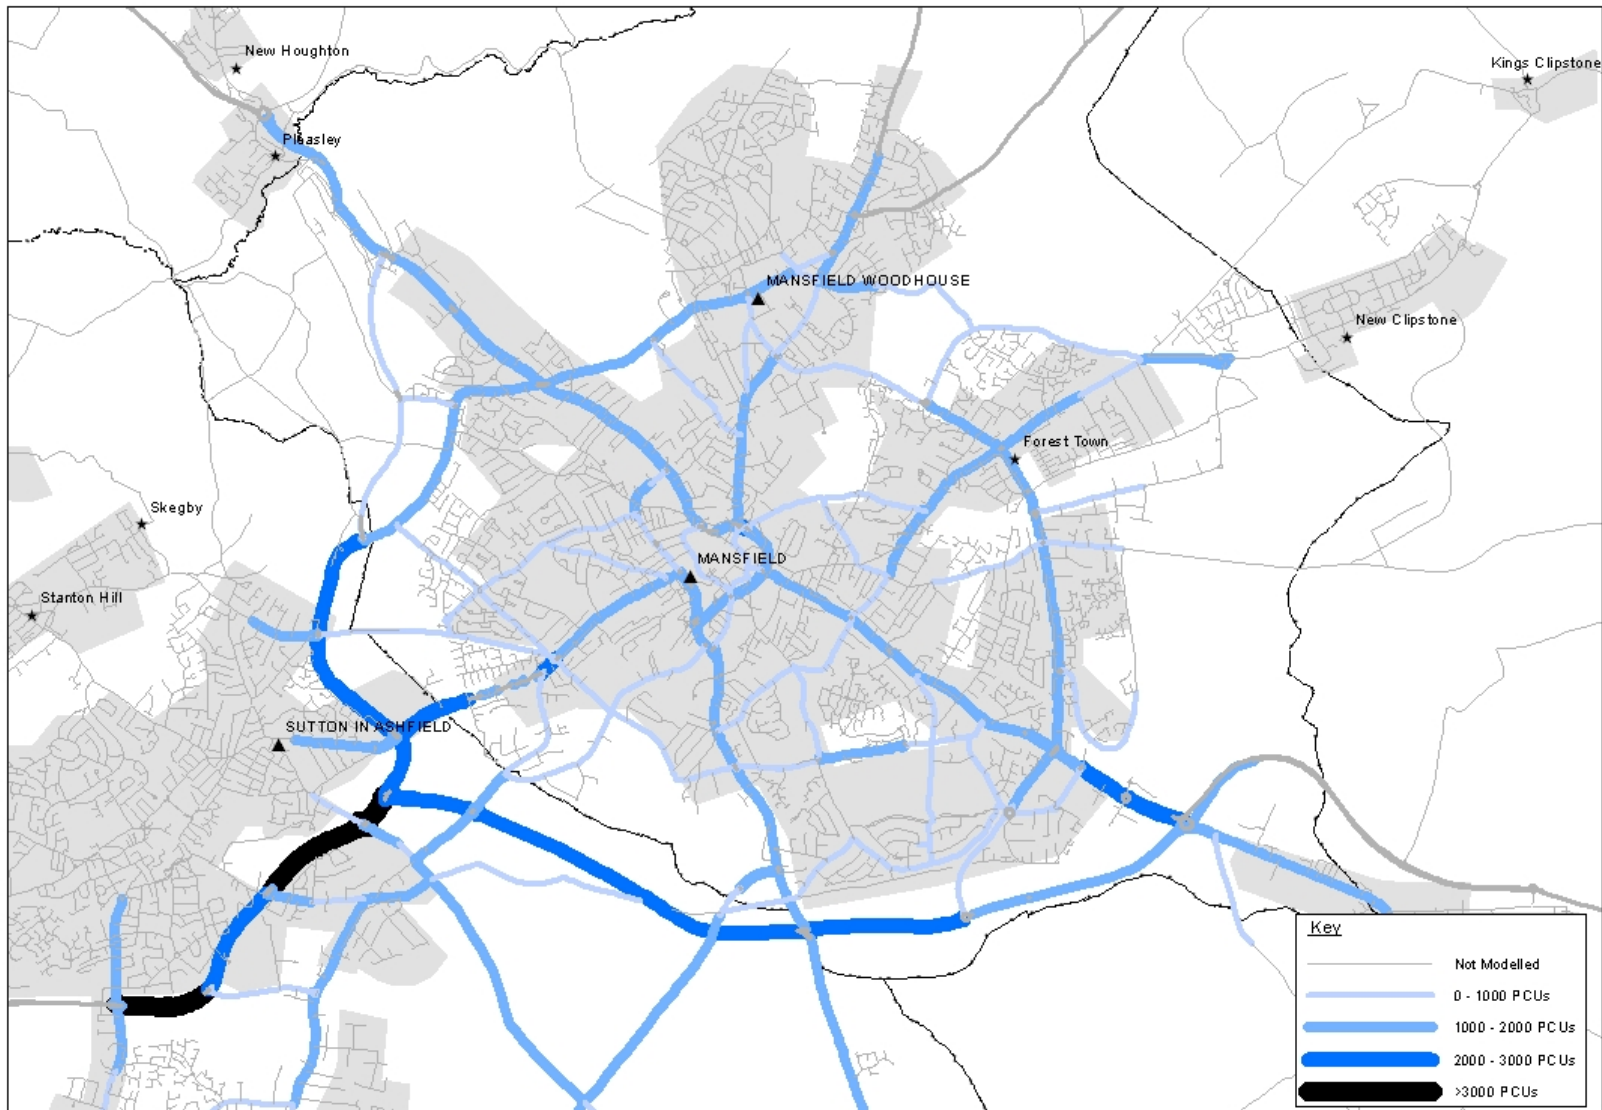 New Houghton
Kings Clipstone
Pleasley
MANSFIELD WOODHOUSE
New Clipstone
Forest Town
Skegby
MANSFIELD
Stanton Hill
SUTTON IN ASHFIELD
Key
Not Modelled
0 - 1000 PCUs
1000 - 2000 PCUs
2000 - 3000 PCUs
>3000 PCUs